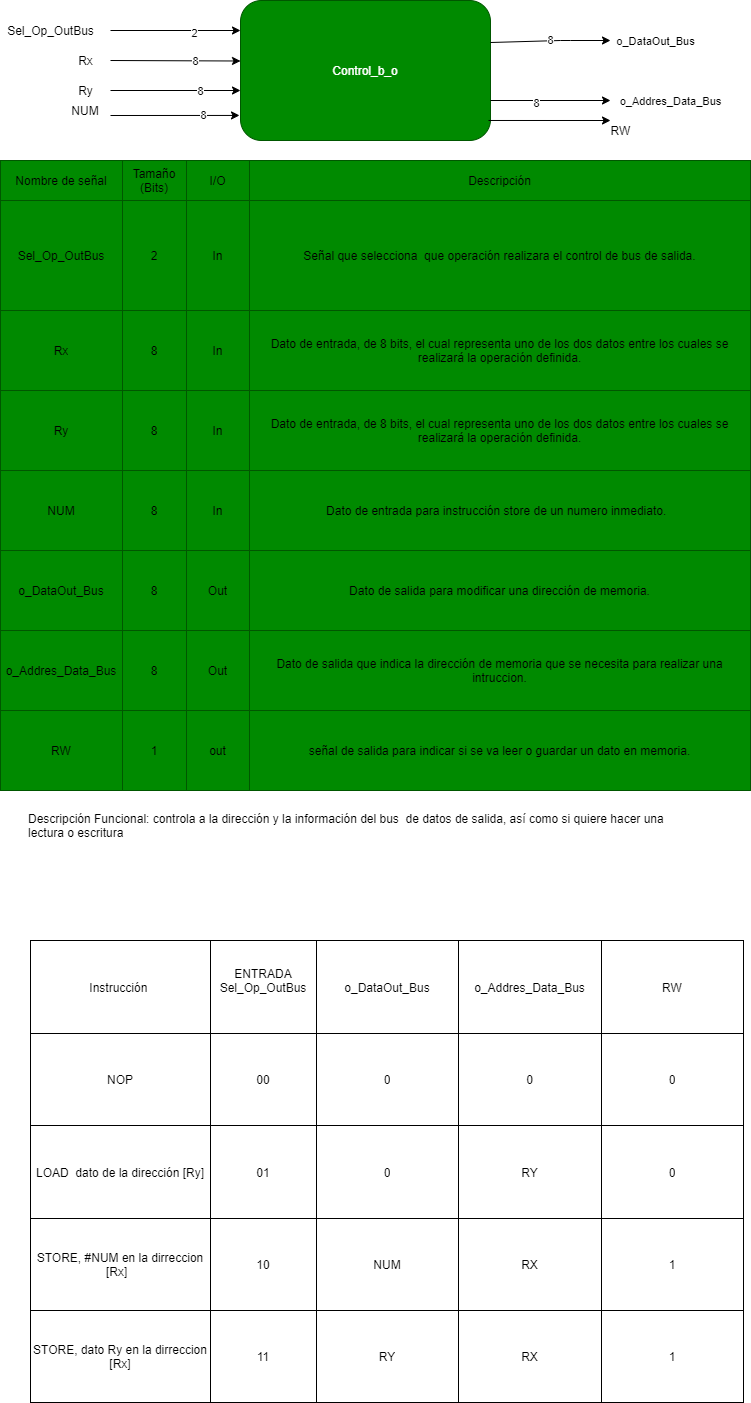 Sel_Op_OutBus
2
8
o_DataOut_Bus
Rx
8
Control_b_o
Ry
8
8
o_Addres_Data_Bus
NUM
8
RW
Nombre de señal
Tamaño
(Bits)
I/O
Descripción
Sel_Op_OutBus
2
In
Señal que selecciona que operación realizara el control de bus de salida.
Rx
8
In
Dato de entrada, de 8 bits, el cual representa uno de los dos datos entre los cuales se
realizará la operación definida.
Ry
8
In
Dato de entrada, de 8 bits, el cual representa uno de los dos datos entre los cuales se
realizará la operación definida.
NUM
8
In
Dato de entrada para instrucción store de un numero inmediato.
o_DataOut_Bus
8
Out
Dato de salida para modificar una dirección de memoria.
o_Addres_Data_Bus
8
Out
Dato de salida que indica la dirección de memoria que se necesita para realizar una
intruccion.
RW
1
out
señal de salida para indicar si se va leer o guardar un dato en memoria.
Descripción Funcional: controla a la dirección y la información del bus de datos de salida, así como si quiere hacer una
lectura o escritura
Instrucción
ENTRADA
Sel_Op_OutBus
o_DataOut_Bus
o_Addres_Data_Bus
RW
NOP
00
0
0
0
LOAD dato de la dirección [Ry]
01
0
RY
0
STORE, #NUM en la dirreccion
[Rx]
10
NUM
RX
1
STORE, dato Ry en la dirreccion
[Rx]
11
RY
RX
1